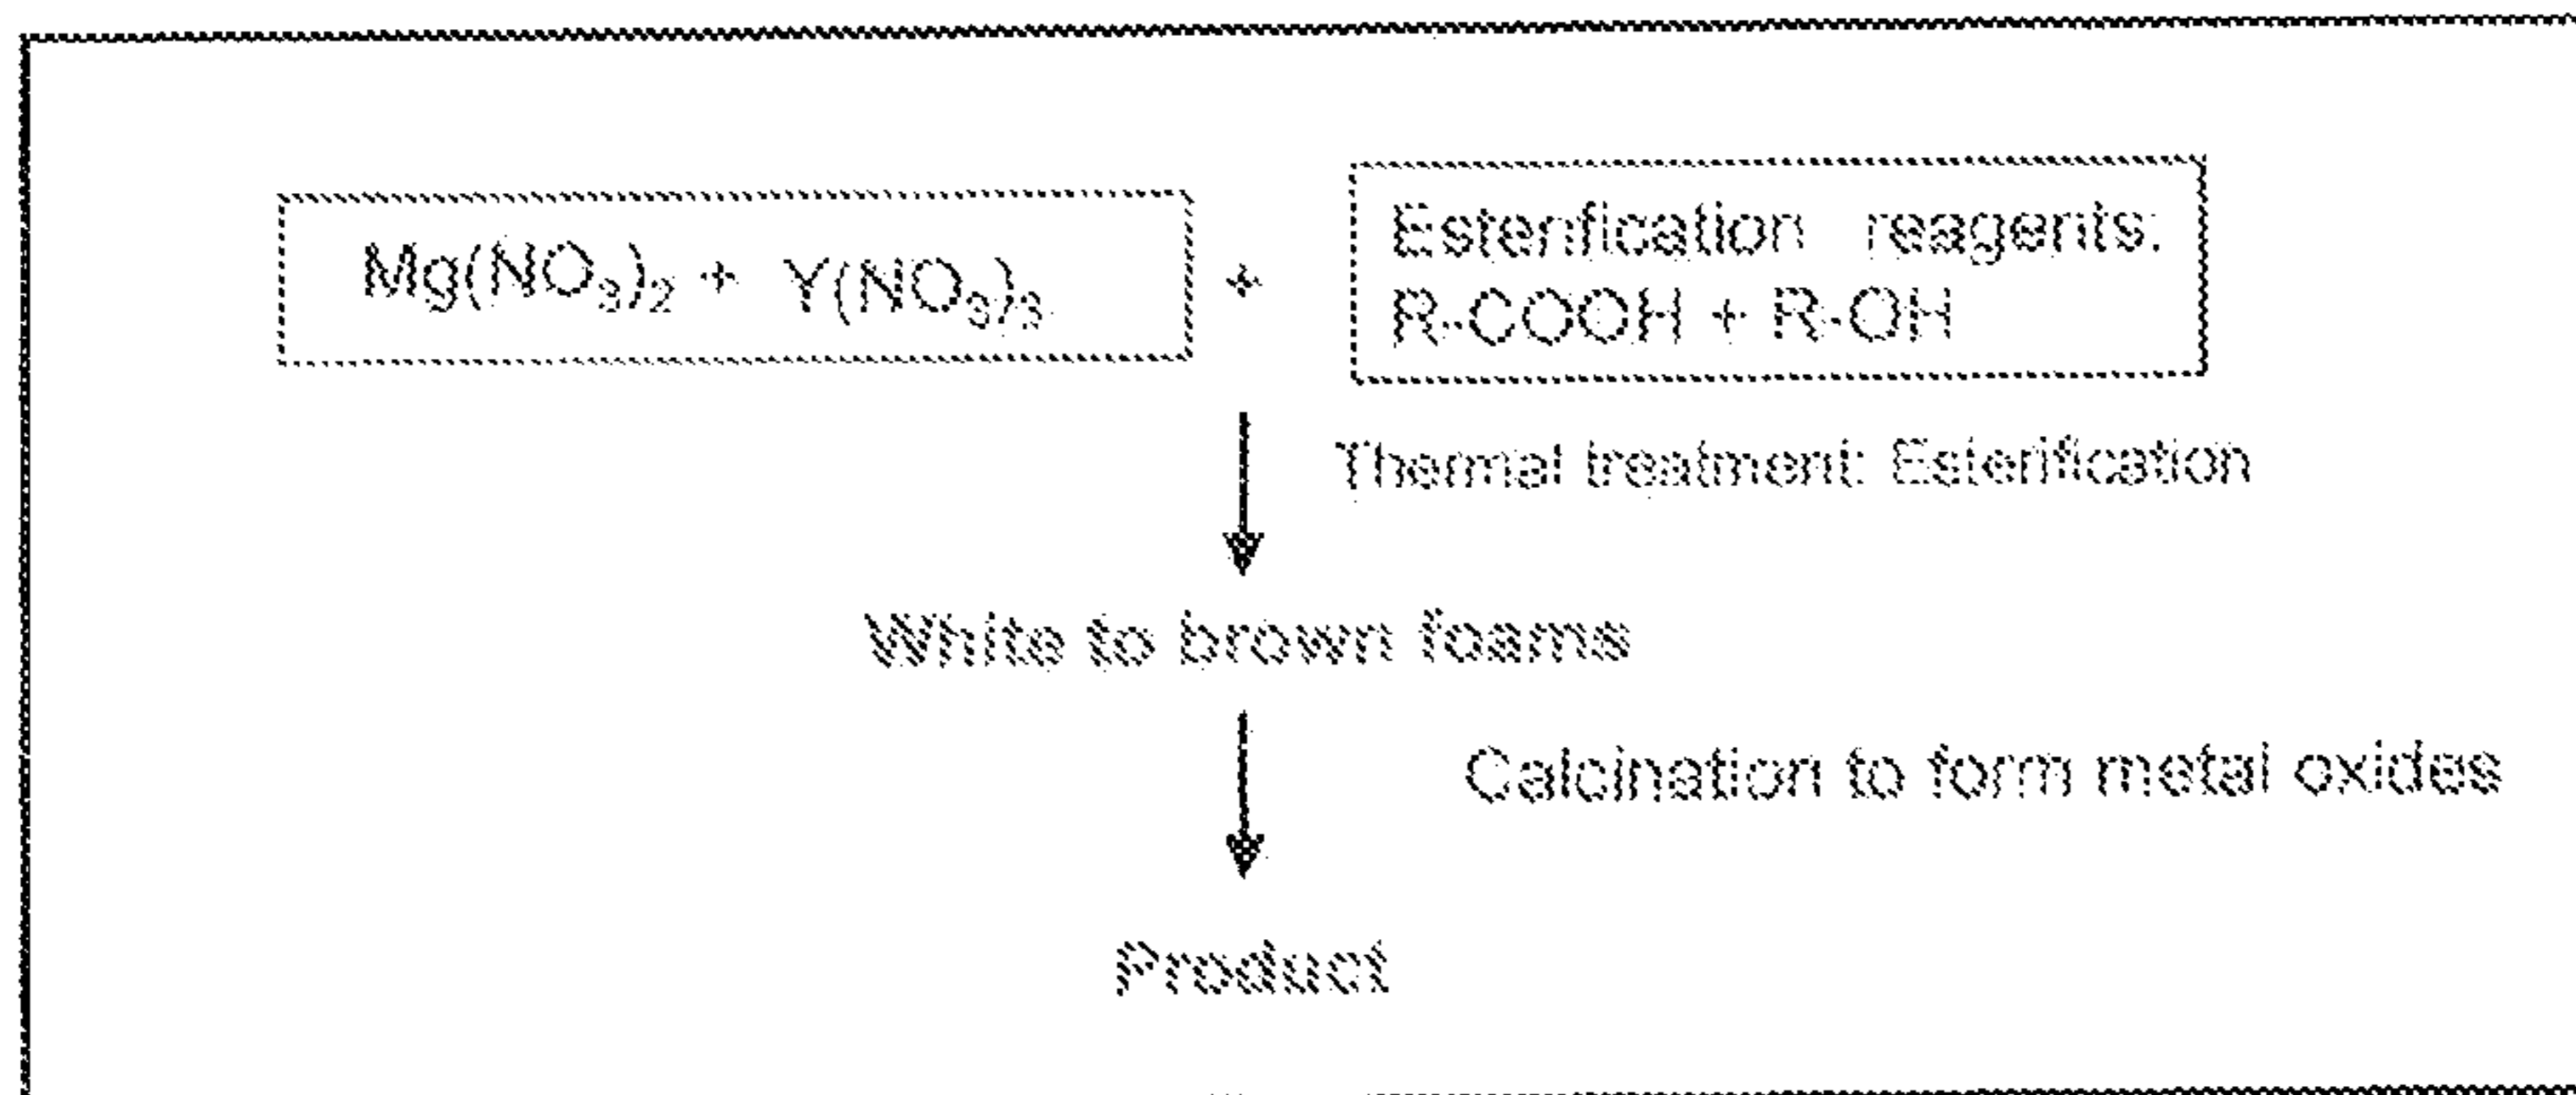 Mg(NO₃)₂ + Y(NO₃)₃ + Esterification reagents:
R-COOH + R-OH
Thermal treatment: Esterification
White to brown foams
Calcination to form metal oxides
Product